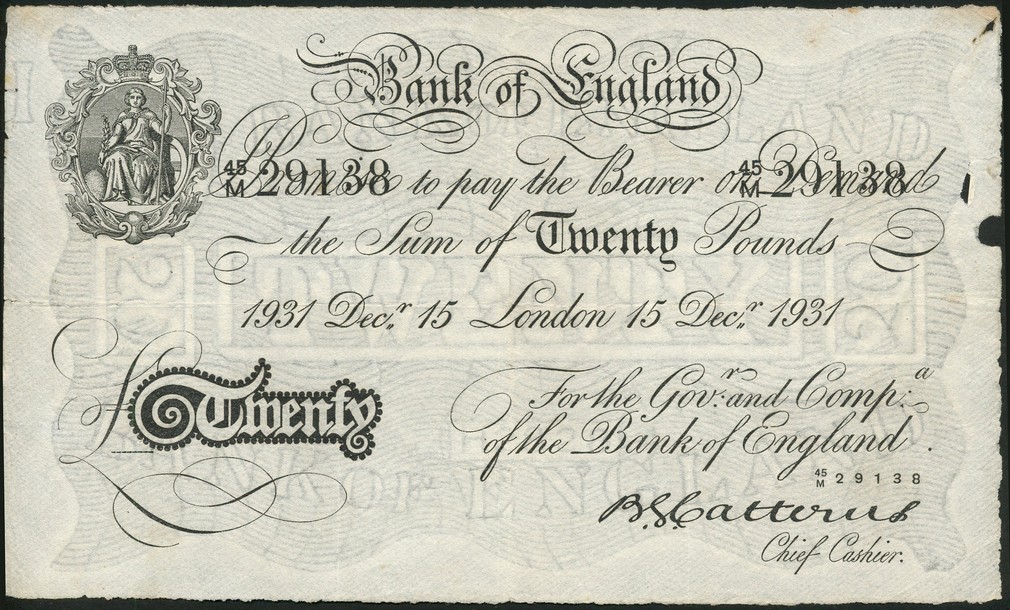 Bank of England
45/M 29138 45/M 29138
Promise to pay the Bearer on Demand
the Sum of Twenty Pounds
1931 Decr. 15 London 15 Decr. 1931
£ Twenty
For the Govr. and Compa.
of the Bank of England.
45/M 29138
B.G. Catterns
Chief Cashier.